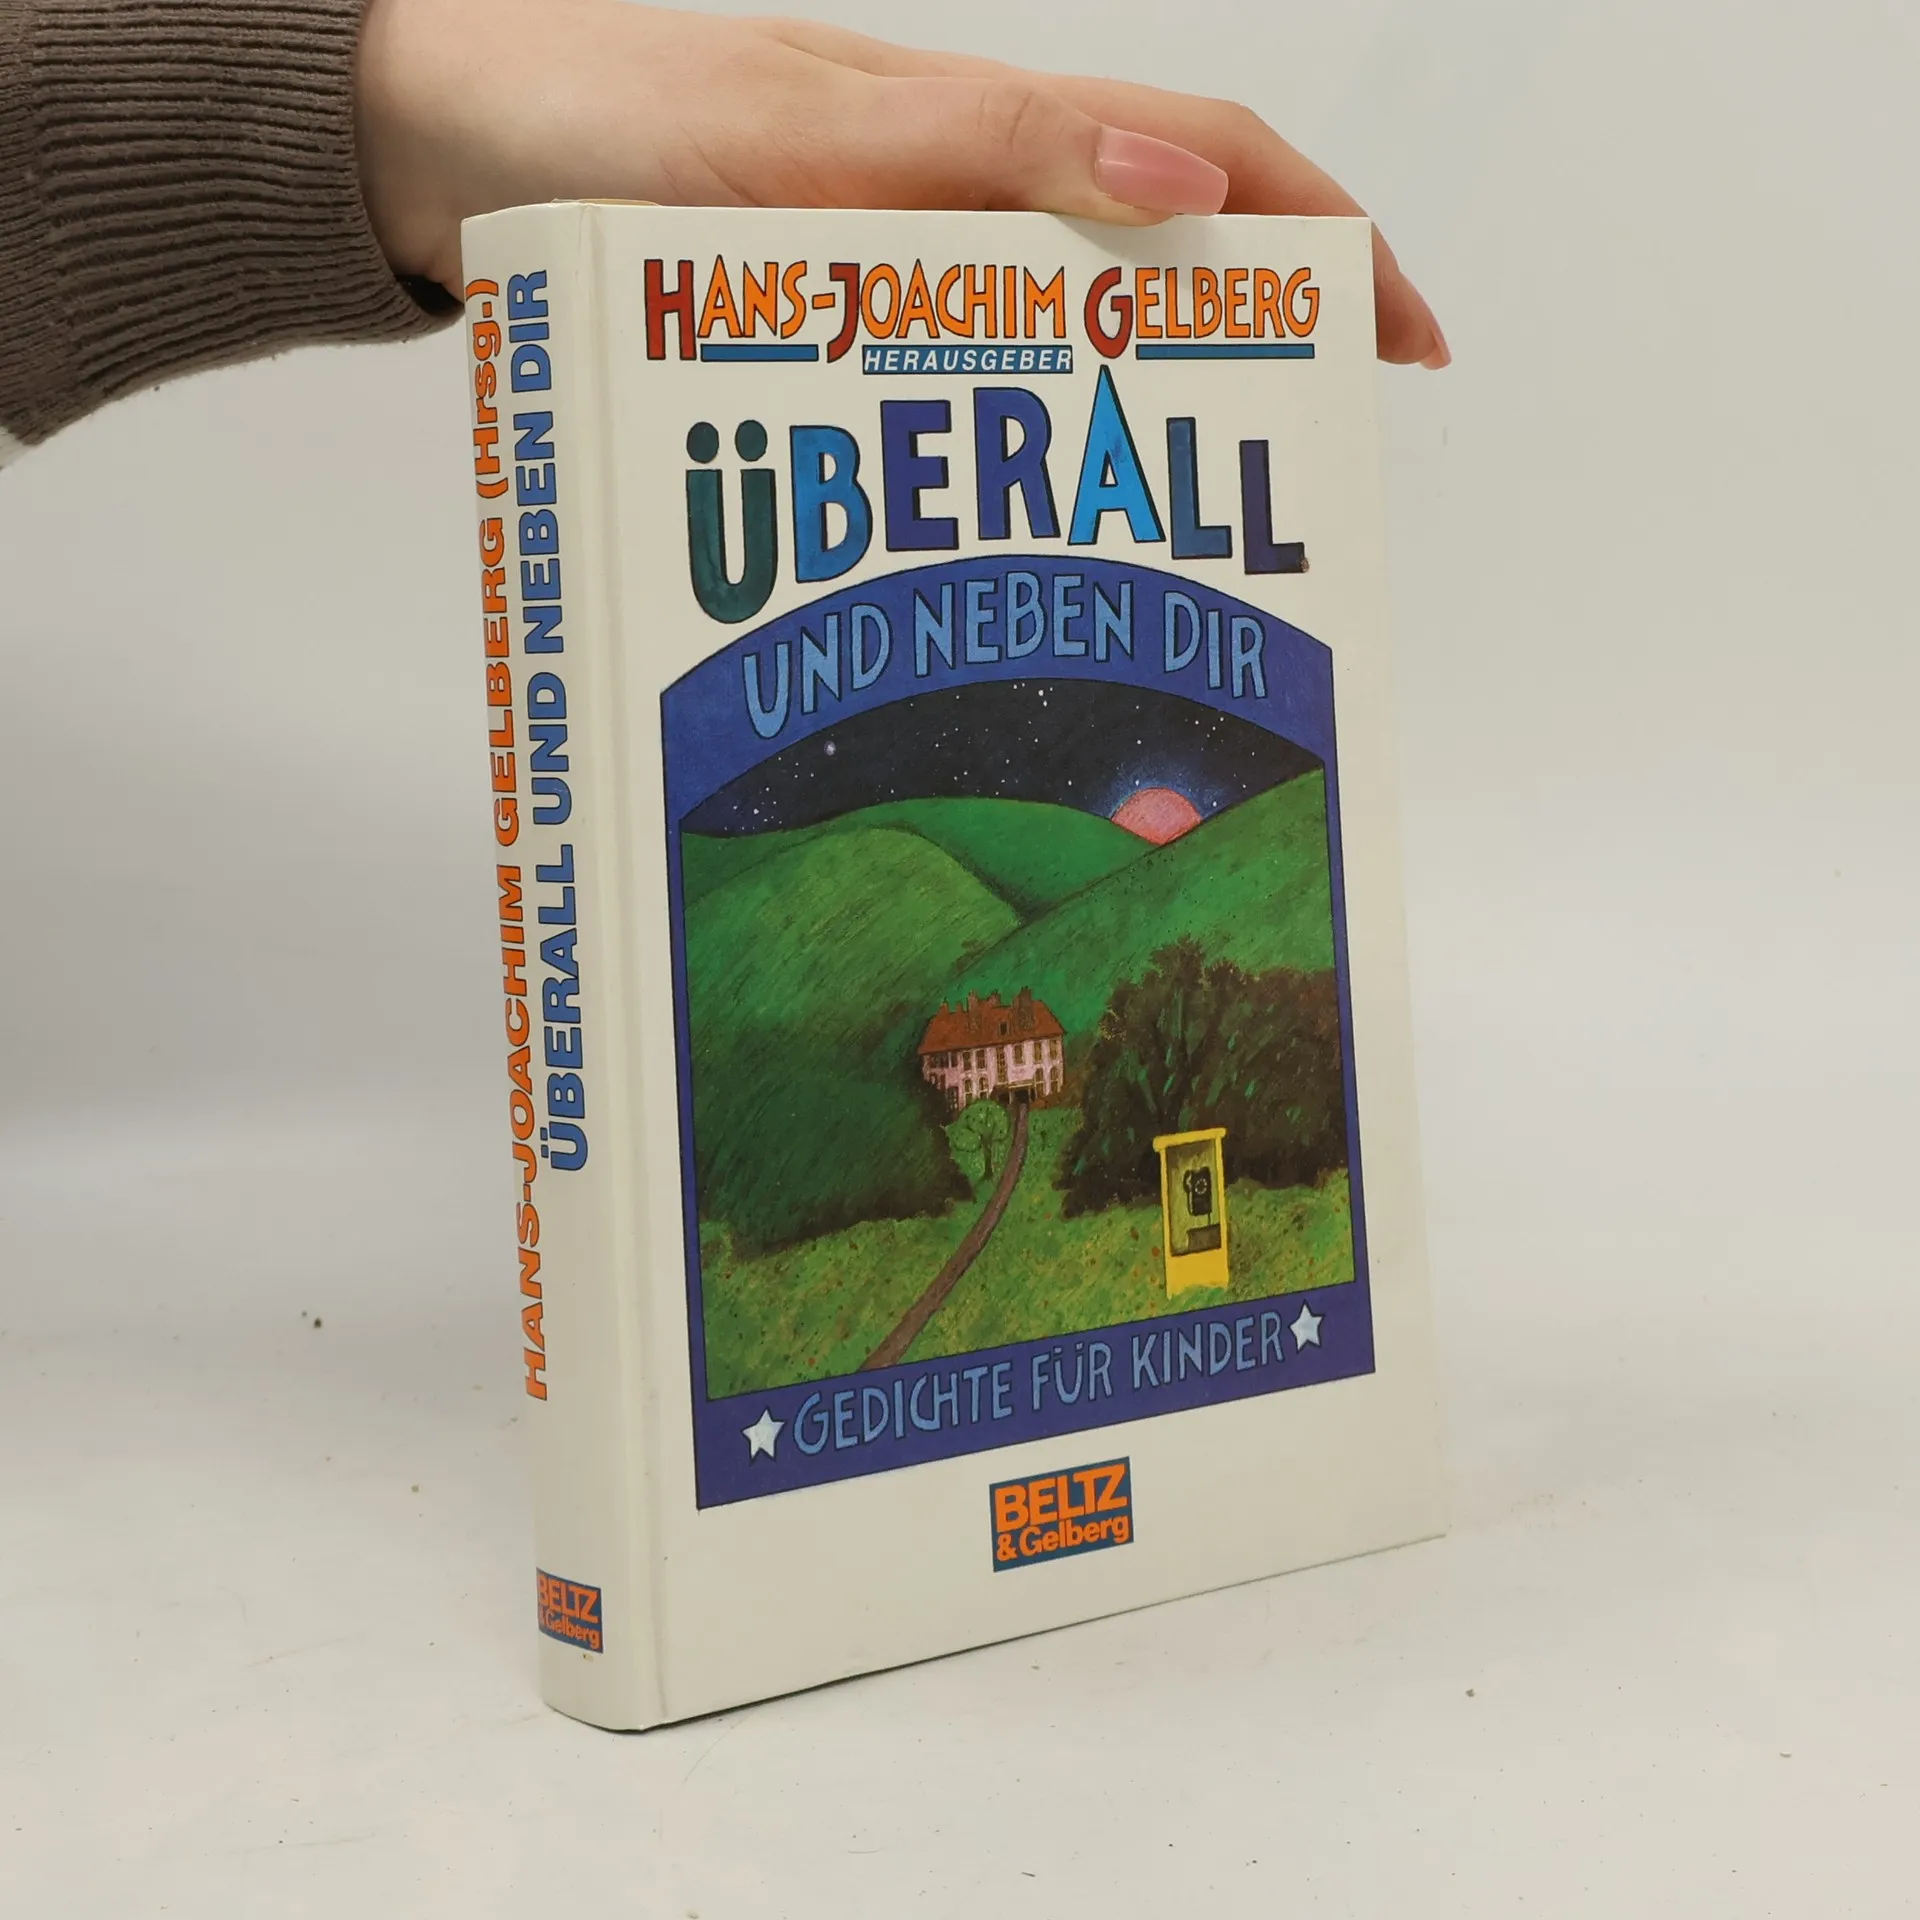 HANS-JOACHIM GELBERG
HERAUSGEBER
ÜBERALL
UND NEBEN DIR
GEDICHTE FÜR KINDER
BELTZ
& Gelberg
HANS-JOACHIM GELBERG (Hrsg.)
ÜBERALL UND NEBEN DIR
BELTZ
& Gelberg